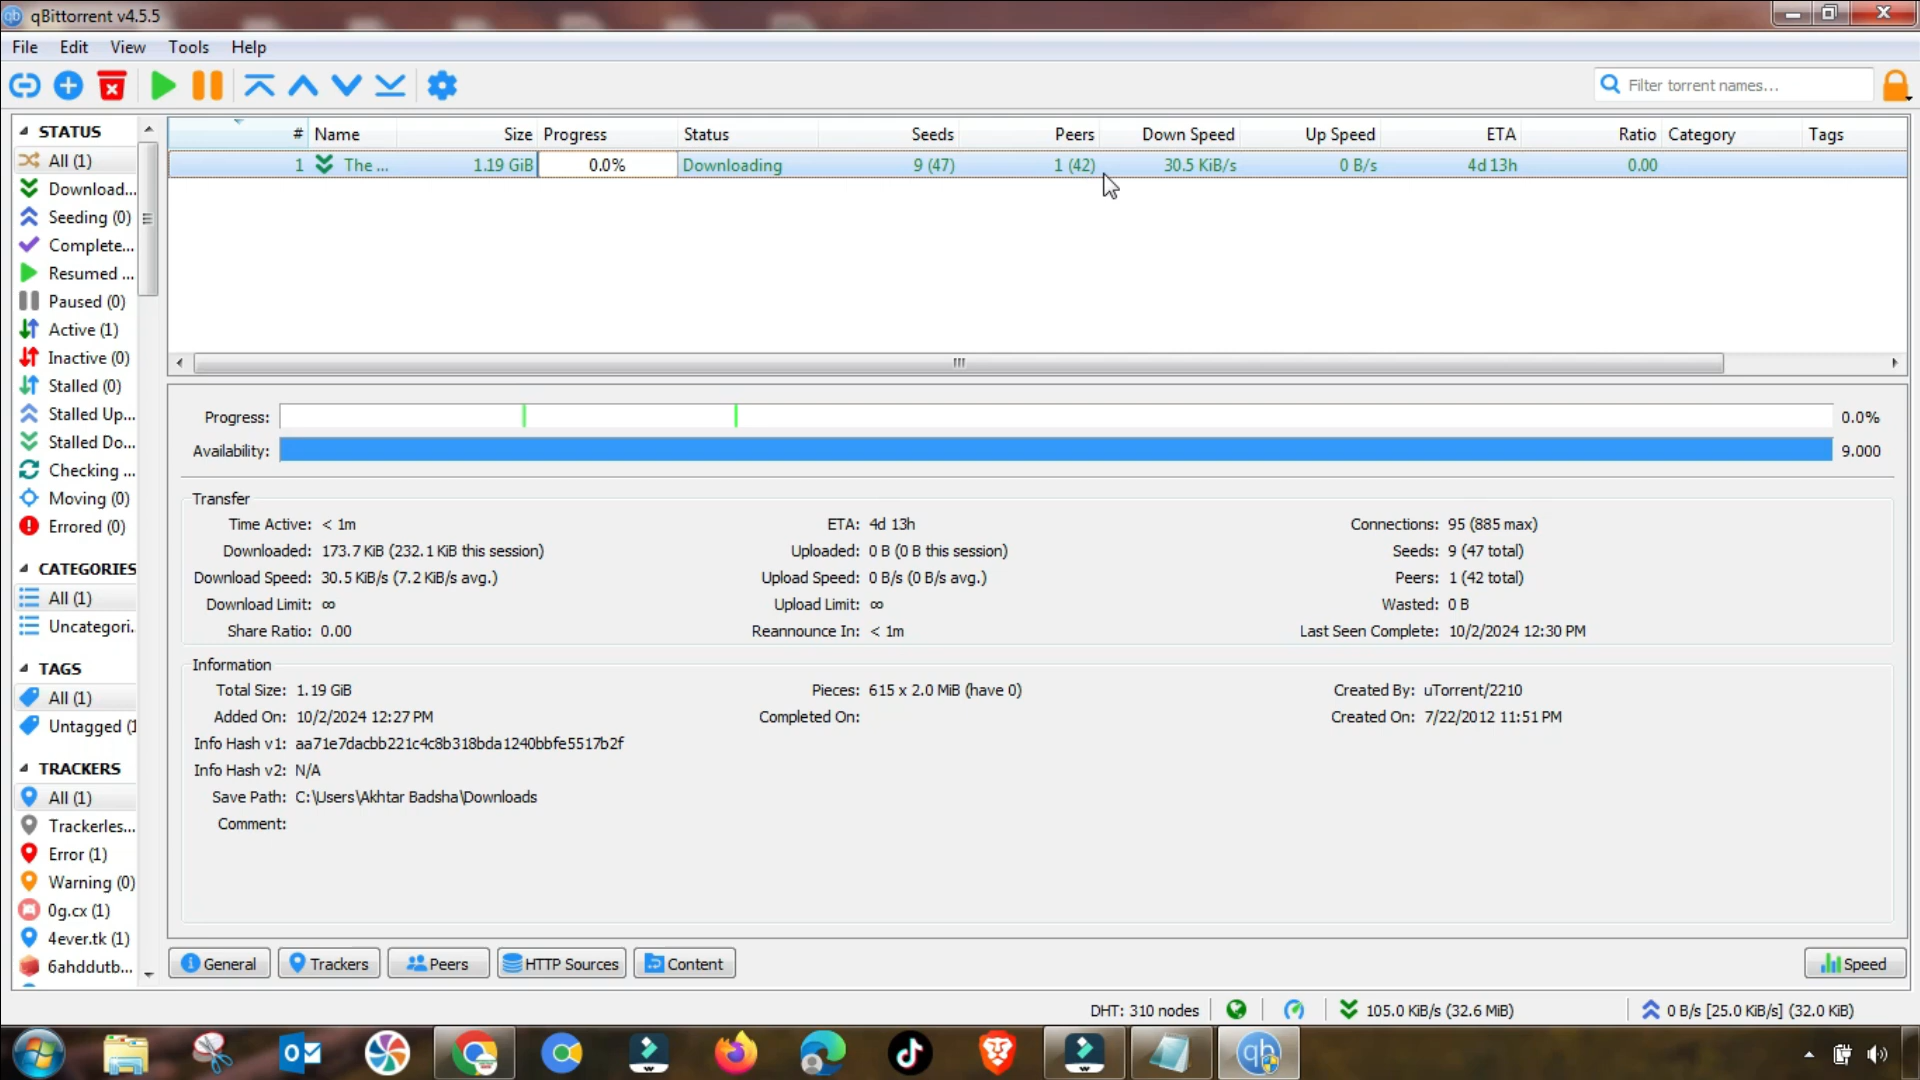 qBittorrent v4.5.5
File Edit View Tools Help
Filter torrent names...
STATUS
All (1)
Download...
Seeding (0)
Complete...
Resumed ...
Paused (0)
Active (1)
Inactive (0)
Stalled (0)
Stalled Up...
Stalled Do...
Checking ...
Moving (0)
Errored (0)
CATEGORIES
All (1)
Uncategori.
TAGS
All (1)
Untagged (1
TRACKERS
All (1)
Trackerles...
Error (1)
Warning (0)
0g.cx (1)
4ever.tk (1)
6ahddutb...
# Name Size Progress Status Seeds Peers Down Speed Up Speed ETA Ratio Category Tags
1 The ... 1.19 GiB 0.0% Downloading 9 (47) 1 (42) 30.5 KiB/s 0 B/s 4d 13h 0.00
Progress: 0.0%
Availability: 9.000
Transfer
Time Active: < 1m ETA: 4d 13h Connections: 95 (885 max)
Downloaded: 173.7 KiB (232.1 KiB this session) Uploaded: 0 B (0 B this session) Seeds: 9 (47 total)
Download Speed: 30.5 KiB/s (7.2 KiB/s avg.) Upload Speed: 0 B/s (0 B/s avg.) Peers: 1 (42 total)
Download Limit: ∞ Upload Limit: ∞ Wasted: 0 B
Share Ratio: 0.00 Reannounce In: < 1m Last Seen Complete: 10/2/2024 12:30 PM
Information
Total Size: 1.19 GiB Pieces: 615 x 2.0 MiB (have 0) Created By: uTorrent/2210
Added On: 10/2/2024 12:27 PM Completed On: Created On: 7/22/2012 11:51 PM
Info Hash v1: aa71e7dacbb221c4c8b318bda1240bbfe5517b2f
Info Hash v2: N/A
Save Path: C:\Users\Akhtar Badsha\Downloads
Comment:
General Trackers Peers HTTP Sources Content Speed
DHT: 310 nodes 105.0 KiB/s (32.6 MiB) 0 B/s [25.0 KiB/s] (32.0 KiB)